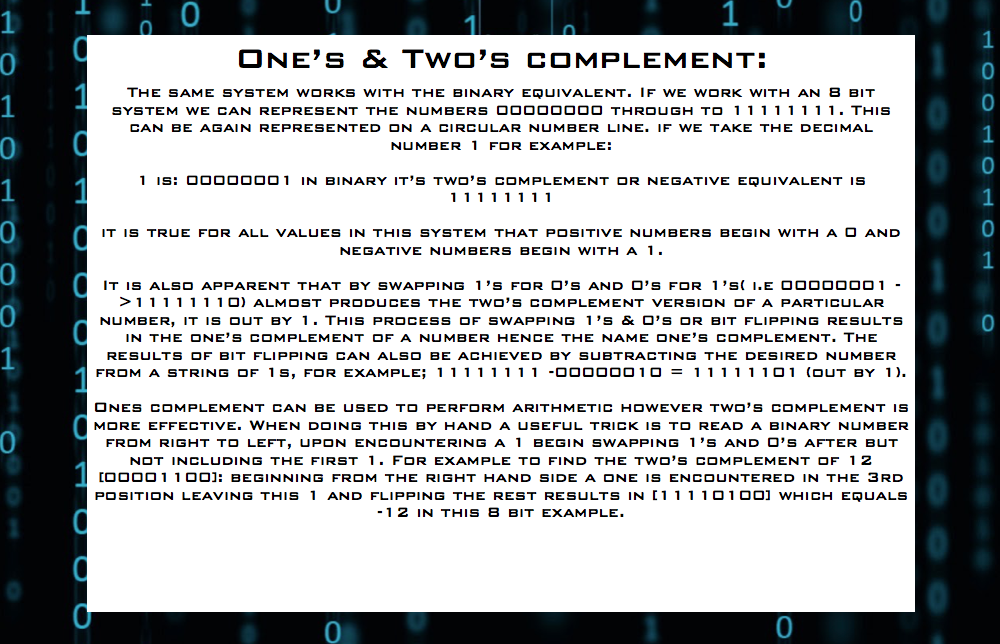 One's & Two's complement:
The same system works with the binary equivalent. If we work with an 8 bit
system we can represent the numbers 00000000 through to 11111111. This
can be again represented on a circular number line. if we take the decimal
number 1 for example:
1 is: 00000001 in binary it's two's complement or negative equivalent is
11111111
it is true for all values in this system that positive numbers begin with a 0 and
negative numbers begin with a 1.
It is also apparent that by swapping 1's for 0's and 0's for 1's( i.e 00000001 -
>11111110) almost produces the two's complement version of a particular
number, it is out by 1. This process of swapping 1's & 0's or bit flipping results
in the one's complement of a number hence the name one's complement. The
results of bit flipping can also be achieved by subtracting the desired number
from a string of 1s, for example; 11111111 -00000010 = 11111101 (out by 1).
Ones complement can be used to perform arithmetic however two's complement is
more effective. When doing this by hand a useful trick is to read a binary number
from right to left, upon encountering a 1 begin swapping 1's and 0's after but
not including the first 1. For example to find the two's complement of 12
[00001100]: beginning from the right hand side a one is encountered in the 3rd
position leaving this 1 and flipping the rest results in [11110100] which equals
-12 in this 8 bit example.